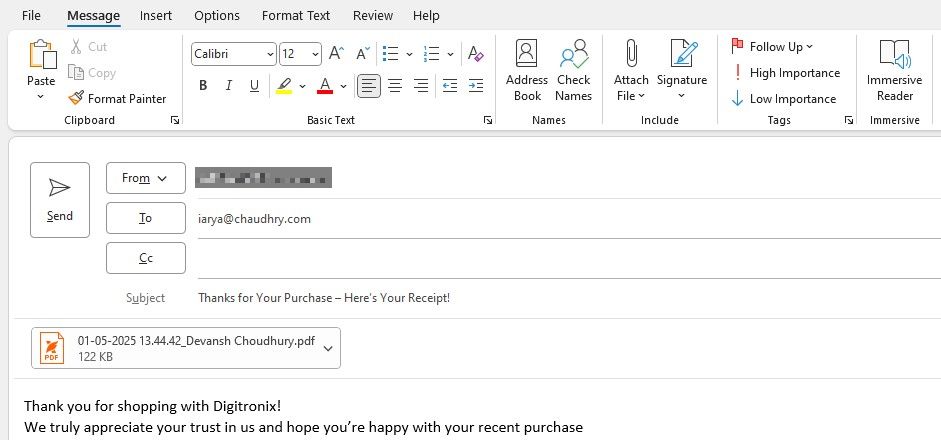 File Message Insert Options Format Text Review Help
Paste
Cut
Copy
Format Painter
Clipboard
Calibri 12
B I U A
Basic Text
Address Book
Check Names
Names
Attach File
Signature
Include
Follow Up
High Importance
Low Importance
Tags
Immersive Reader
Immersive
Send
From
To iarya@chaudhry.com
Cc
Subject Thanks for Your Purchase – Here's Your Receipt!
PDF
01-05-2025 13.44.42_Devansh Choudhury.pdf
122 KB
Thank you for shopping with Digitronix!
We truly appreciate your trust in us and hope you’re happy with your recent purchase